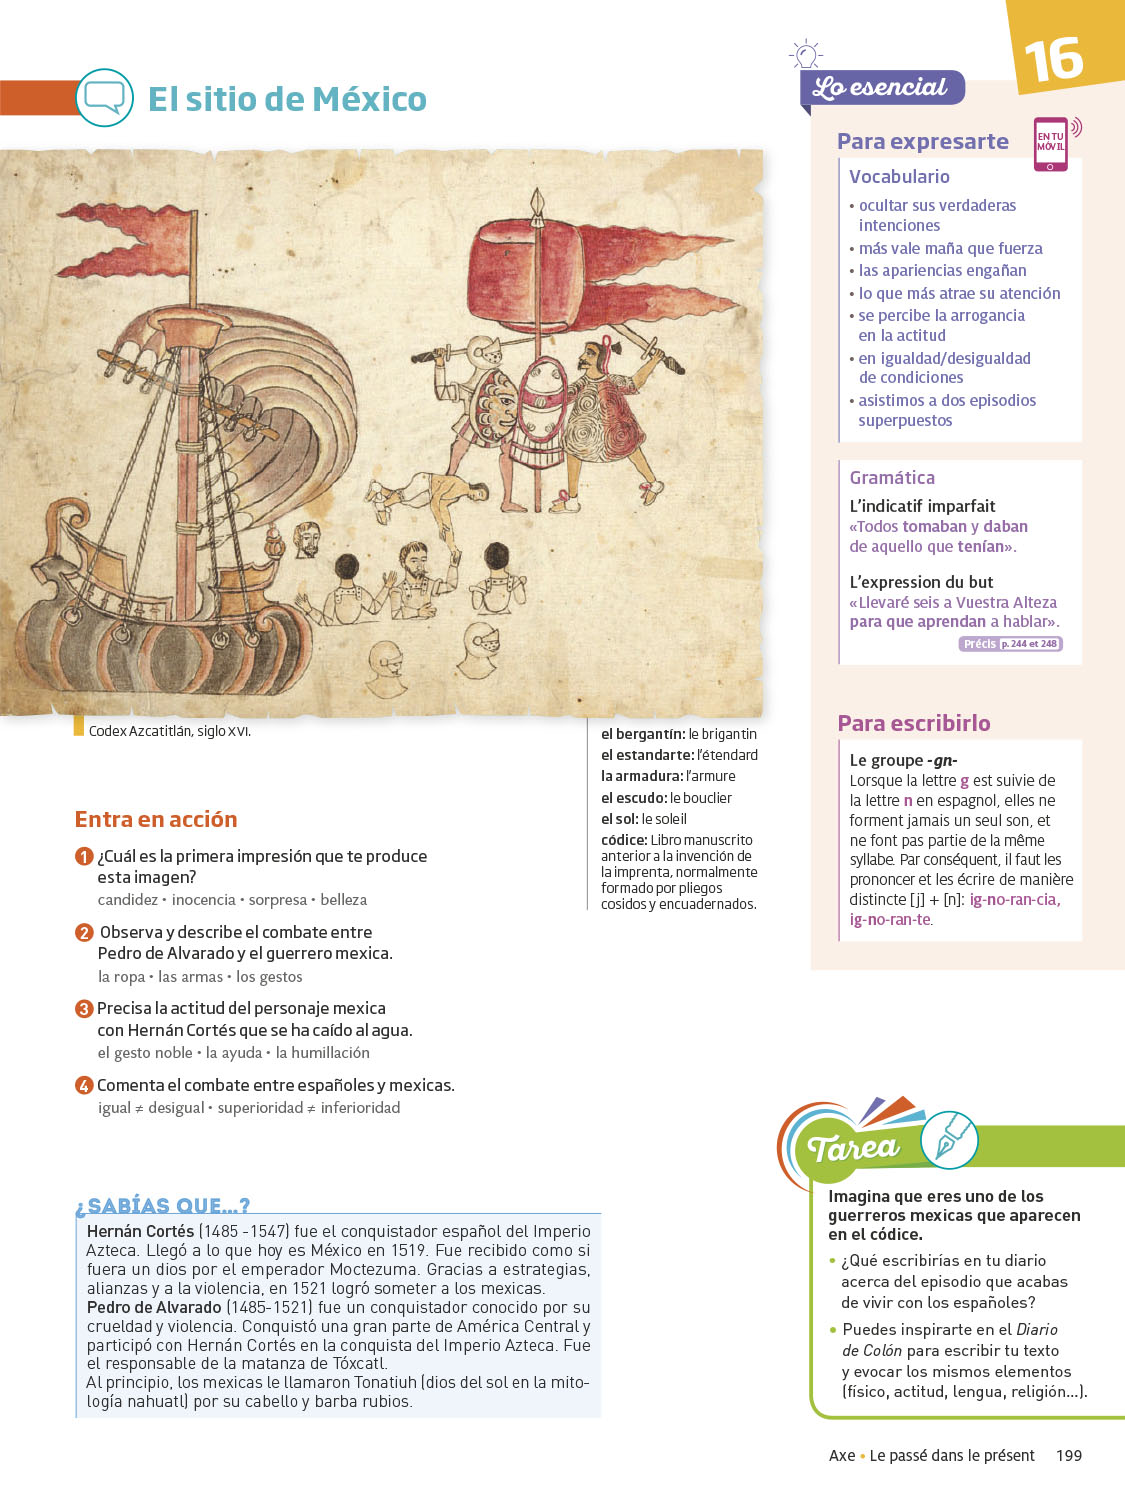 16
El sitio de México
Lo esencial
Para expresarte
EN TU
MÓVIL
Vocabulario
• ocultar sus verdaderas
intenciones
• más vale maña que fuerza
• las apariencias engañan
• lo que más atrae su atención
• se percibe la arrogancia
en la actitud
• en igualdad/desigualdad
de condiciones
• asistimos a dos episodios
superpuestos
Gramática
L'indicatif imparfait
«Todos tomaban y daban
de aquello que tenían».
L'expression du but
«Llevaré seis a Vuestra Alteza
para que aprendan a hablar».
Précis p. 244 et 248
Para escribirlo
Le groupe -gn-
Lorsque la lettre g est suivie de
la lettre n en espagnol, elles ne
forment jamais un seul son, et
ne font pas partie de la même
syllabe. Par conséquent, il faut les
prononcer et les écrire de manière
distincte [j] + [n]: ig-no-ran-cia,
ig-no-ran-te.
Codex Azcatitlán, siglo XVI.
el bergantín: le brigantin
el estandarte: l'étendard
la armadura: l'armure
el escudo: le bouclier
el sol: le soleil
códice: Libro manuscrito
anterior a la invención de
la imprenta, normalmente
formado por pliegos
cosidos y encuadernados.
Entra en acción
1 ¿Cuál es la primera impresión que te produce
esta imagen?
candidez • inocencia • sorpresa • belleza
2 Observa y describe el combate entre
Pedro de Alvarado y el guerrero mexica.
la ropa • las armas • los gestos
3 Precisa la actitud del personaje mexica
con Hernán Cortés que se ha caído al agua.
el gesto noble • la ayuda • la humillación
4 Comenta el combate entre españoles y mexicas.
igual ≠ desigual • superioridad ≠ inferioridad
¿SABÍAS QUE...?
Hernán Cortés (1485 -1547) fue el conquistador español del Imperio
Azteca. Llegó a lo que hoy es México en 1519. Fue recibido como si
fuera un dios por el emperador Moctezuma. Gracias a estrategias,
alianzas y a la violencia, en 1521 logró someter a los mexicas.
Pedro de Alvarado (1485-1521) fue un conquistador conocido por su
crueldad y violencia. Conquistó una gran parte de América Central y
participó con Hernán Cortés en la conquista del Imperio Azteca. Fue
el responsable de la matanza de Tóxcatl.
Al principio, los mexicas le llamaron Tonatiuh (dios del sol en la mito-
logía nahuatl) por su cabello y barba rubios.
Tarea
Imagina que eres uno de los
guerreros mexicas que aparecen
en el códice.
• ¿Qué escribirías en tu diario
acerca del episodio que acabas
de vivir con los españoles?
• Puedes inspirarte en el Diario
de Colón para escribir tu texto
y evocar los mismos elementos
(físico, actitud, lengua, religión...).
Axe • Le passé dans le présent 199